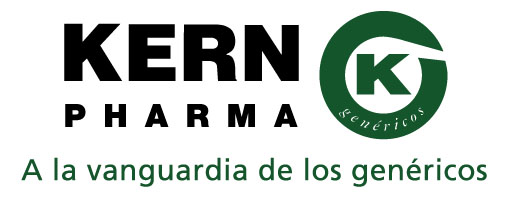 KERN
PHARMA
K
genéricos
A la vanguardia de los genéricos